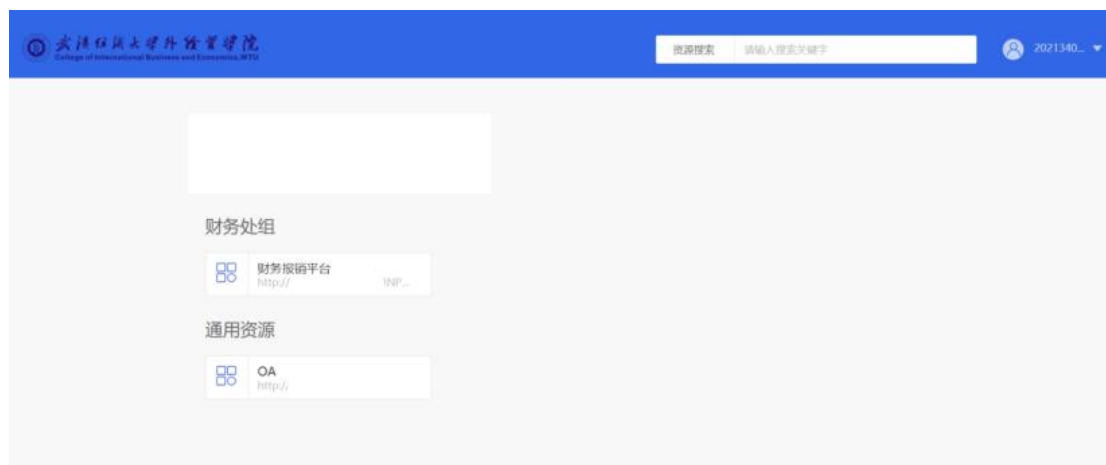 武汉纺织大学外经贸学院
College of International Business and Economics,WTU
资源搜索 请输入搜索关键字
2021340...
财务处组
财务报销平台
http:// \NP...
通用资源
OA
http:/